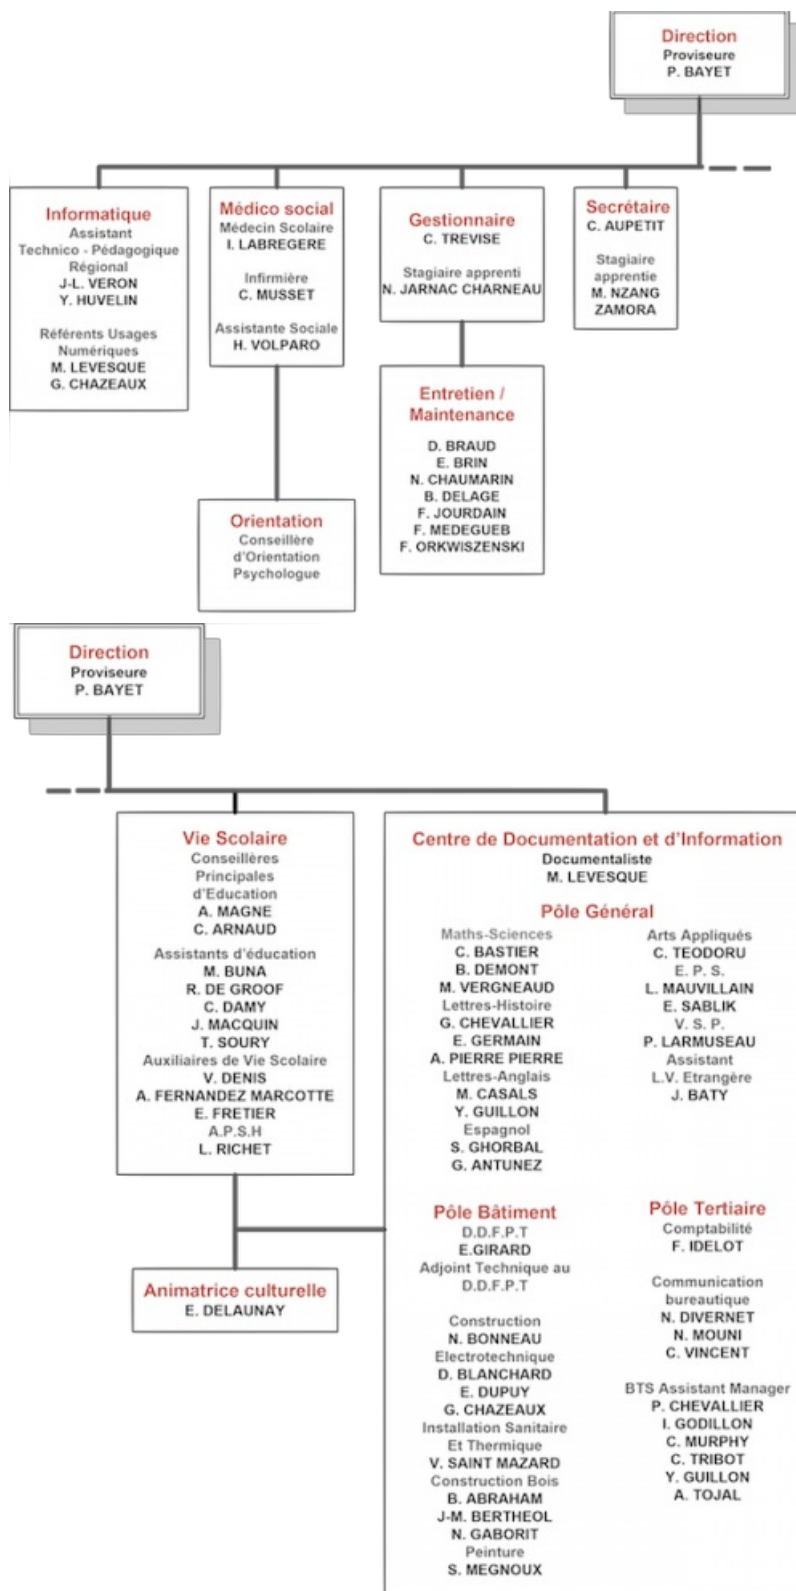 Direction
Proviseure
P. BAYET
Informatique
Assistant
Technico - Pédagogique
Régional
J-L. VERON
Y. HUVELIN
Référents Usages
Numériques
M. LEVESQUE
G. CHAZEAUX
Médico social
Médecin Scolaire
I. LABREGERE
Infirmière
C. MUSSET
Assistante Sociale
H. VOLPARO
Gestionnaire
C. TREVISE
Stagiaire apprenti
N. JARNAC CHARNEAU
Secrétaire
C. AUPETIT
Stagiaire
apprentie
M. NZANG
ZAMORA
Entretien /
Maintenance
D. BRAUD
E. BRIN
N. CHAUMARIN
B. DELAGE
F. JOURDAIN
F. MEDEGUEB
F. ORKWISZENSKI
Orientation
Conseillère
d'Orientation
Psychologue
Direction
Proviseure
P. BAYET
Vie Scolaire
Conseillères
Principales
d'Education
A. MAGNE
C. ARNAUD
Assistants d'éducation
M. BUNA
R. DE GROOF
C. DAMY
J. MACQUIN
T. SOURY
Auxiliaires de Vie Scolaire
V. DENIS
A. FERNANDEZ MARCOTTE
E. FRETIER
A.P.S.H
L. RICHET
Animatrice culturelle
E. DELAUNAY
Centre de Documentation et d'Information
Documentaliste
M. LEVESQUE
Pôle Général
Maths-Sciences
C. BASTIER
B. DEMONT
M. VERGNEAUD
Lettres-Histoire
G. CHEVALLIER
E. GERMAIN
A. PIERRE PIERRE
Lettres-Anglais
M. CASALS
Y. GUILLON
Espagnol
S. GHORBAL
G. ANTUNEZ
Arts Appliqués
C. TEODORU
E. P. S.
L. MAUVILLAIN
E. SABLIK
V. S. P.
P. LARMUSEAU
Assistant
L.V. Etrangère
J. BATY
Pôle Bâtiment
D.D.F.P.T
E.GIRARD
Adjoint Technique au
D.D.F.P.T
Construction
N. BONNEAU
Electrotechnique
D. BLANCHARD
E. DUPUY
G. CHAZEAUX
Installation Sanitaire
Et Thermique
V. SAINT MAZARD
Construction Bois
B. ABRAHAM
J-M. BERTHEOL
N. GABORIT
Peinture
S. MEGNOUX
Pôle Tertiaire
Comptabilité
F. IDELOT
Communication
bureautique
N. DIVERNET
N. MOUNI
C. VINCENT
BTS Assistant Manager
P. CHEVALLIER
I. GODILLON
C. MURPHY
C. TRIBOT
Y. GUILLON
A. TOJAL